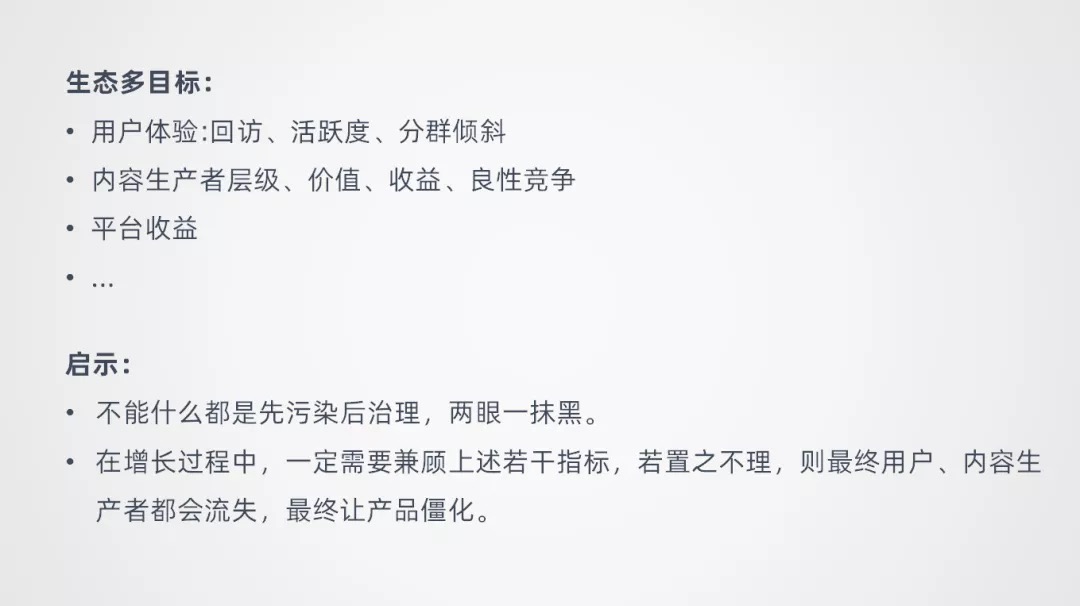 生态多目标：
• 用户体验:回访、活跃度、分群倾斜
• 内容生产者层级、价值、收益、良性竞争
• 平台收益
• ...
启示：
• 不能什么都是先污染后治理，两眼一抹黑。
• 在增长过程中，一定需要兼顾上述若干指标，若置之不理，则最终用户、内容生
产者都会流失，最终让产品僵化。